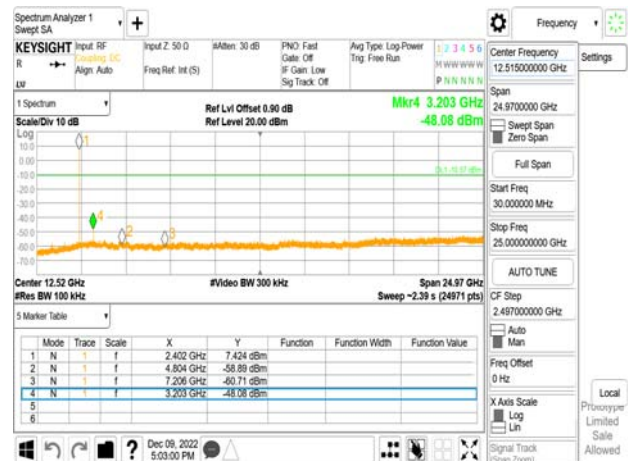 Spectrum Analyzer 1
Swept SA
Frequency
KEYSIGHT
Input: RF
Coupling: DC
Align: Auto
Input Z: 50 Ω
Freq Ref: Int (S)
#Atten: 30 dB
PNO: Fast
Gate: Off
IF Gain: Low
Sig Track: Off
Avg Type: Log-Power
Trig: Free Run
1 2 3 4 5 6
M W W W W W
P N N N N N
R
Center Frequency
12.515000000 GHz
Settings
Span
24.9700000 GHz
Swept Span
Zero Span
Full Span
Start Freq
30.000000 MHz
Stop Freq
25.000000000 GHz
AUTO TUNE
CF Step
2.497000000 GHz
Auto
Man
Freq Offset
0 Hz
X Axis Scale
Log
Lin
Signal Track
(Span Zoom)
Local
Prototype
Limited
Sale
Allowed
1 Spectrum
Scale/Div 10 dB
Ref Lvl Offset 0.90 dB
Ref Level 20.00 dBm
Mkr4 3.203 GHz
-48.08 dBm
Log
10.0
0.00
-10.0
-20.0
-30.0
-40.0
-50.0
-60.0
-70.0
1
4
2
3
Center 12.52 GHz
#Video BW 300 kHz
Span 24.97 GHz
#Res BW 100 kHz
Sweep ~2.39 s (24971 pts)
5 Marker Table
Mode Trace Scale X Y Function Function Width Function Value
1 N 1 f 2.402 GHz 7.424 dBm
2 N 1 f 4.804 GHz -58.89 dBm
3 N 1 f 7.206 GHz -60.71 dBm
4 N 1 f 3.203 GHz -48.08 dBm
5
6
?
Dec 09, 2022
5:03:00 PM